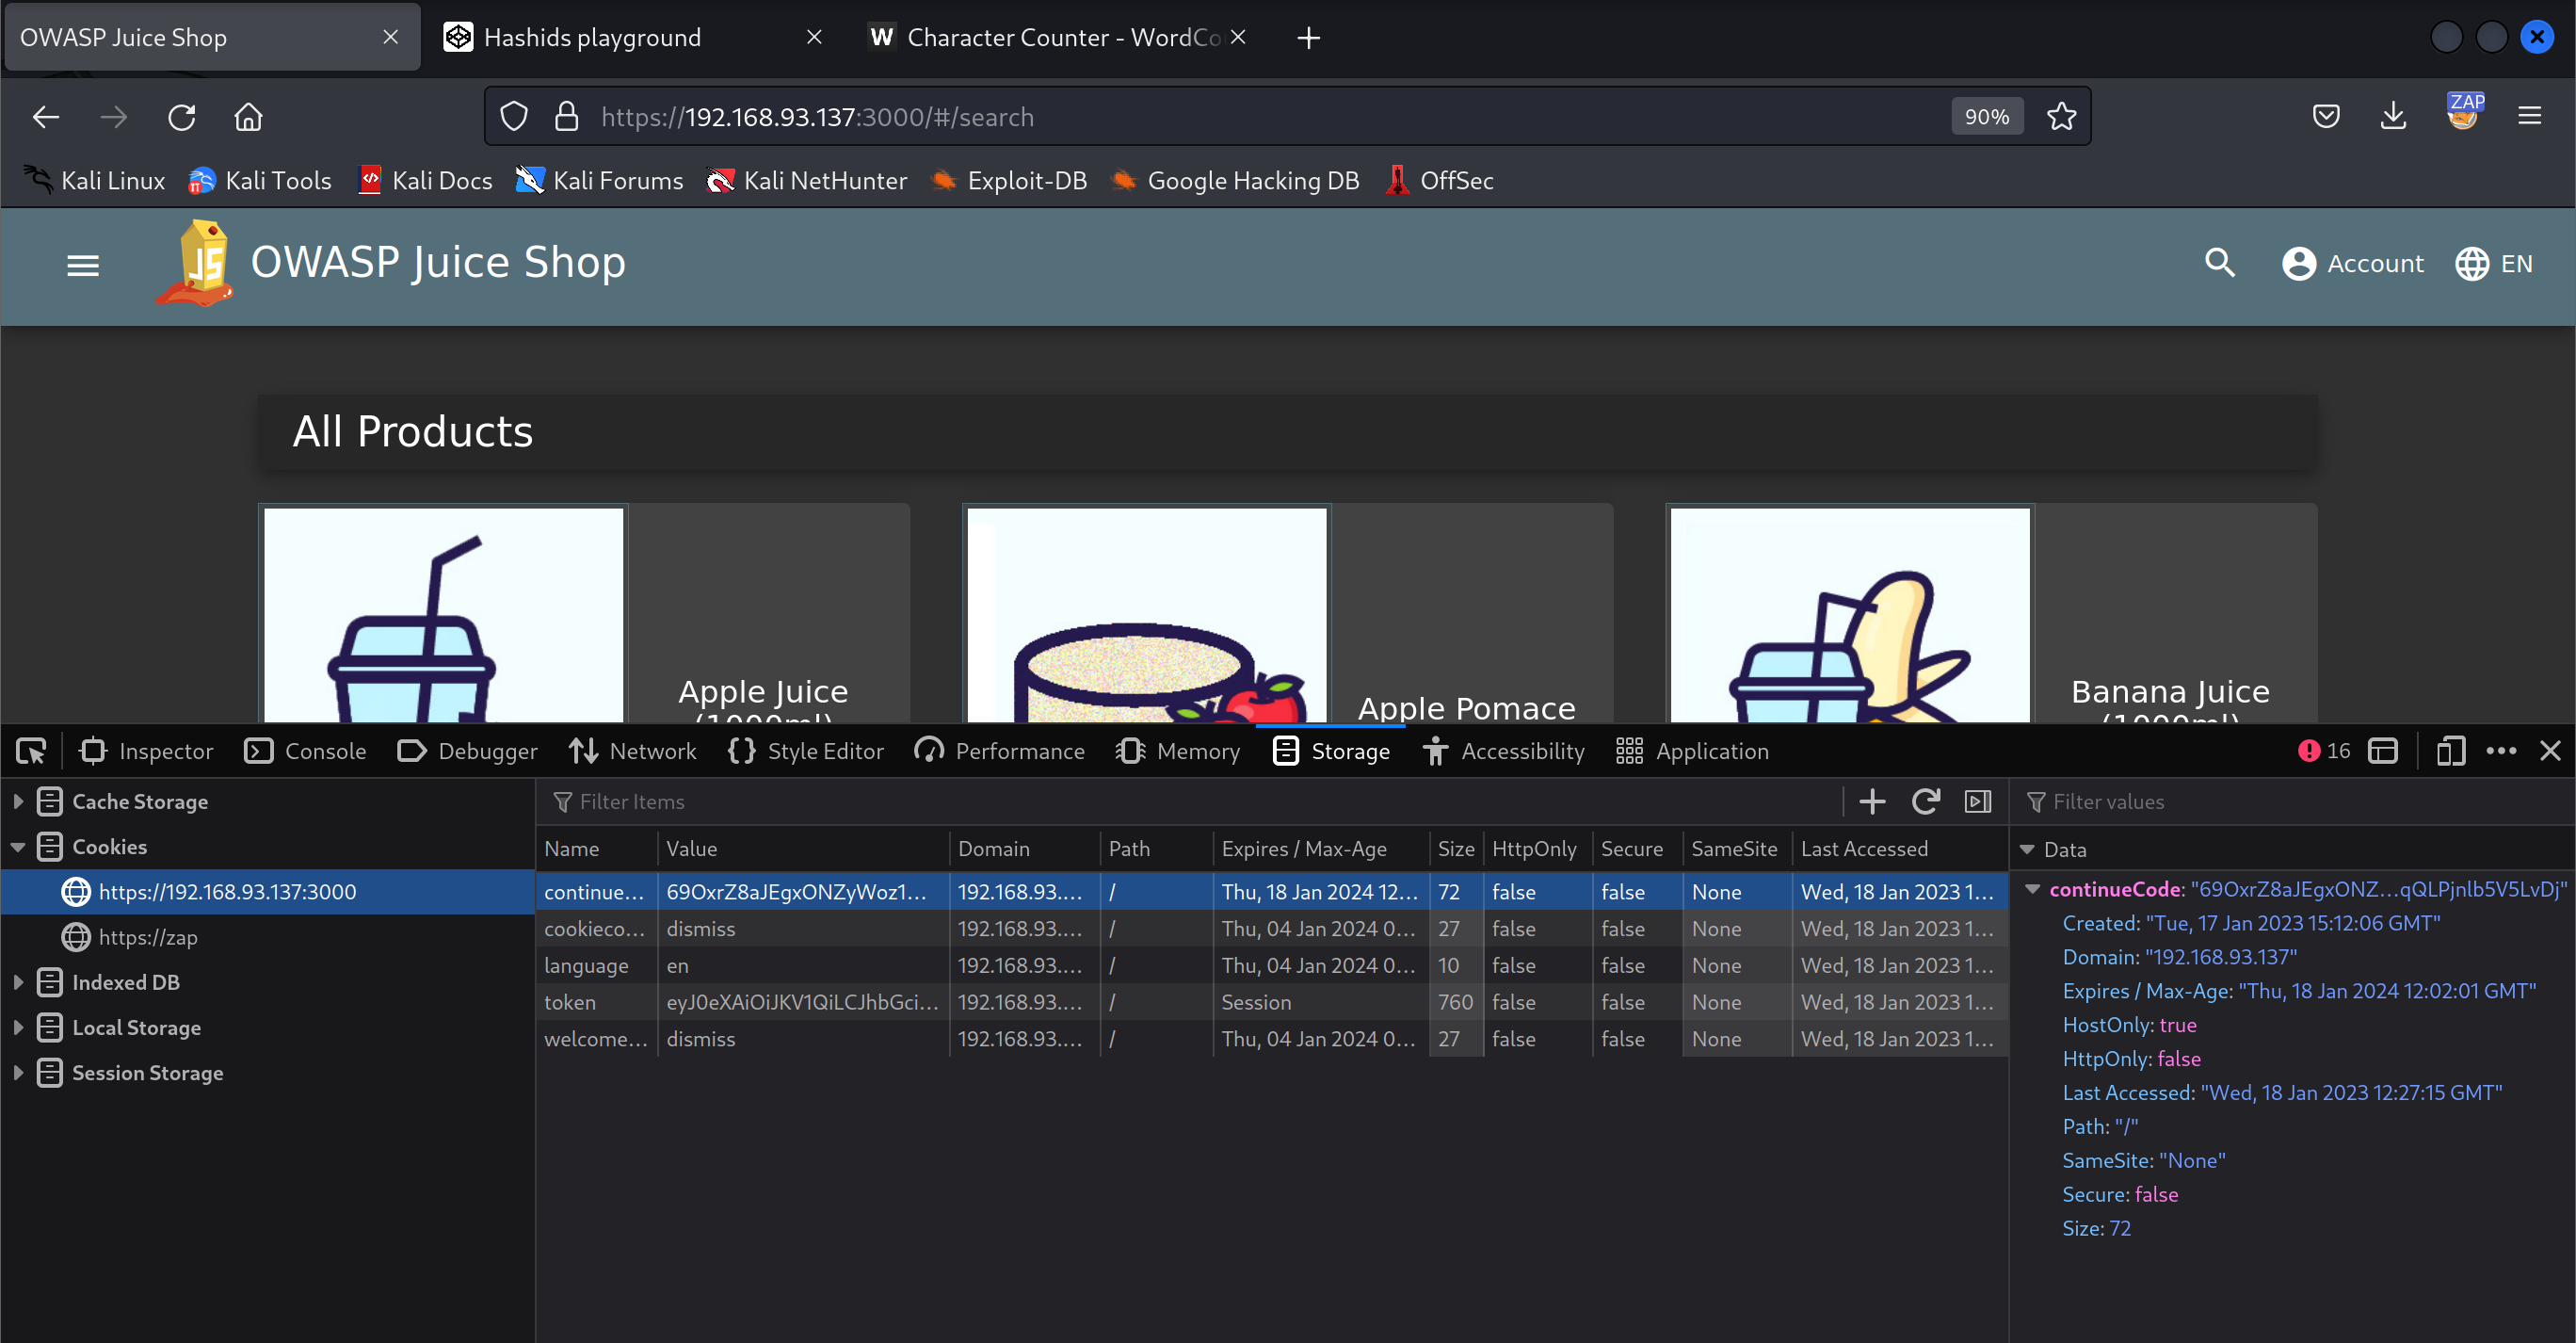 OWASP Juice Shop
Hashids playground
W Character Counter - WordCo
https://192.168.93.137:3000/#/search
90%
ZAP
Kali Linux Kali Tools Kali Docs Kali Forums Kali NetHunter Exploit-DB Google Hacking DB OffSec
JS OWASP Juice Shop
Account EN
All Products
Apple Juice
(1000ml)
Apple Pomace
Banana Juice
(1000ml)
Inspector Console Debugger Network Style Editor Performance Memory Storage Accessibility Application 16
Cache Storage
Cookies
https://192.168.93.137:3000
https://zap
Indexed DB
Local Storage
Session Storage
Filter Items
Name Value Domain Path Expires / Max-Age Size HttpOnly Secure SameSite Last Accessed
continue... 69OxrZ8aJEgxONZyWoz1... 192.168.93.... / Thu, 18 Jan 2024 12... 72 false false None Wed, 18 Jan 2023 1...
cookieco... dismiss 192.168.93.... / Thu, 04 Jan 2024 0... 27 false false None Wed, 18 Jan 2023 1...
language en 192.168.93.... / Thu, 04 Jan 2024 0... 10 false false None Wed, 18 Jan 2023 1...
token eyJ0eXAiOiJKV1QiLCJhbGci... 192.168.93.... / Session 760 false false None Wed, 18 Jan 2023 1...
welcome... dismiss 192.168.93.... / Thu, 04 Jan 2024 0... 27 false false None Wed, 18 Jan 2023 1...
Filter values
Data
continueCode: "69OxrZ8aJEgxONZ...qQLPjnlb5V5LvDj"
Created: "Tue, 17 Jan 2023 15:12:06 GMT"
Domain: "192.168.93.137"
Expires / Max-Age: "Thu, 18 Jan 2024 12:02:01 GMT"
HostOnly: true
HttpOnly: false
Last Accessed: "Wed, 18 Jan 2023 12:27:15 GMT"
Path: "/"
SameSite: "None"
Secure: false
Size: 72